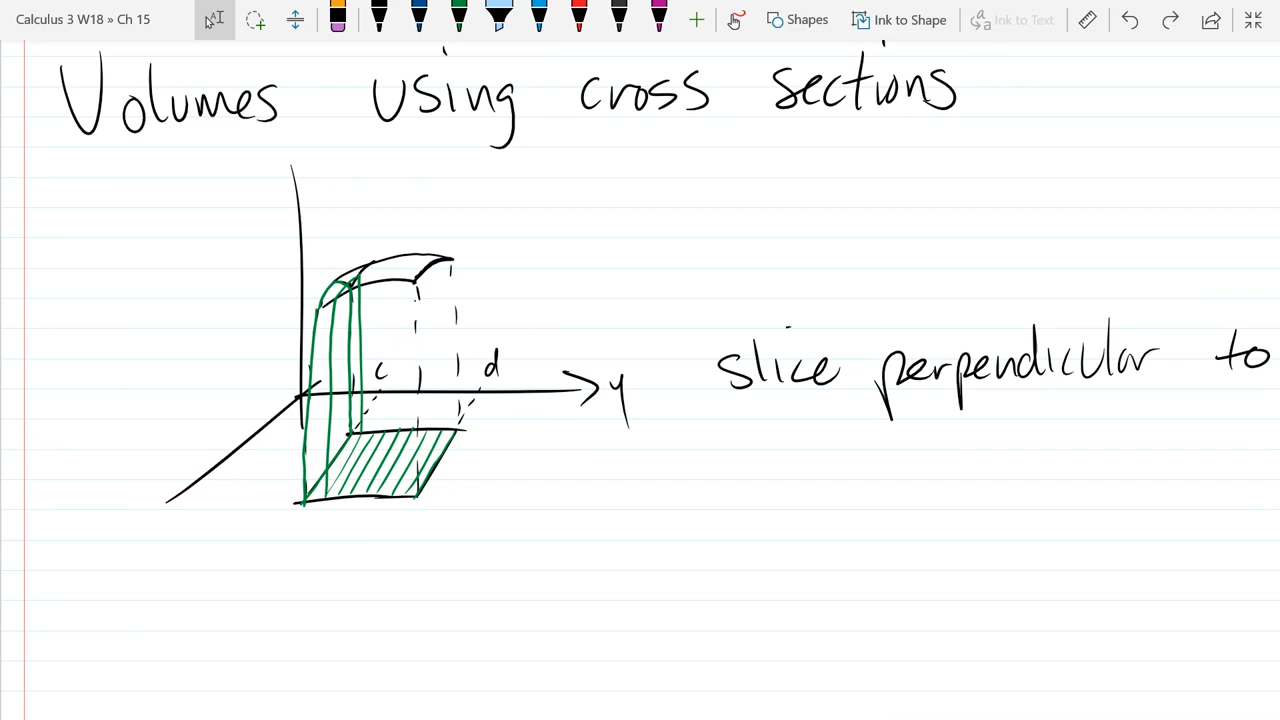 Calculus 3 W18 » Ch 15
Shapes
Ink to Shape
Ink to Text
Volumes using cross sections
c
d
y
slice perpendicular to